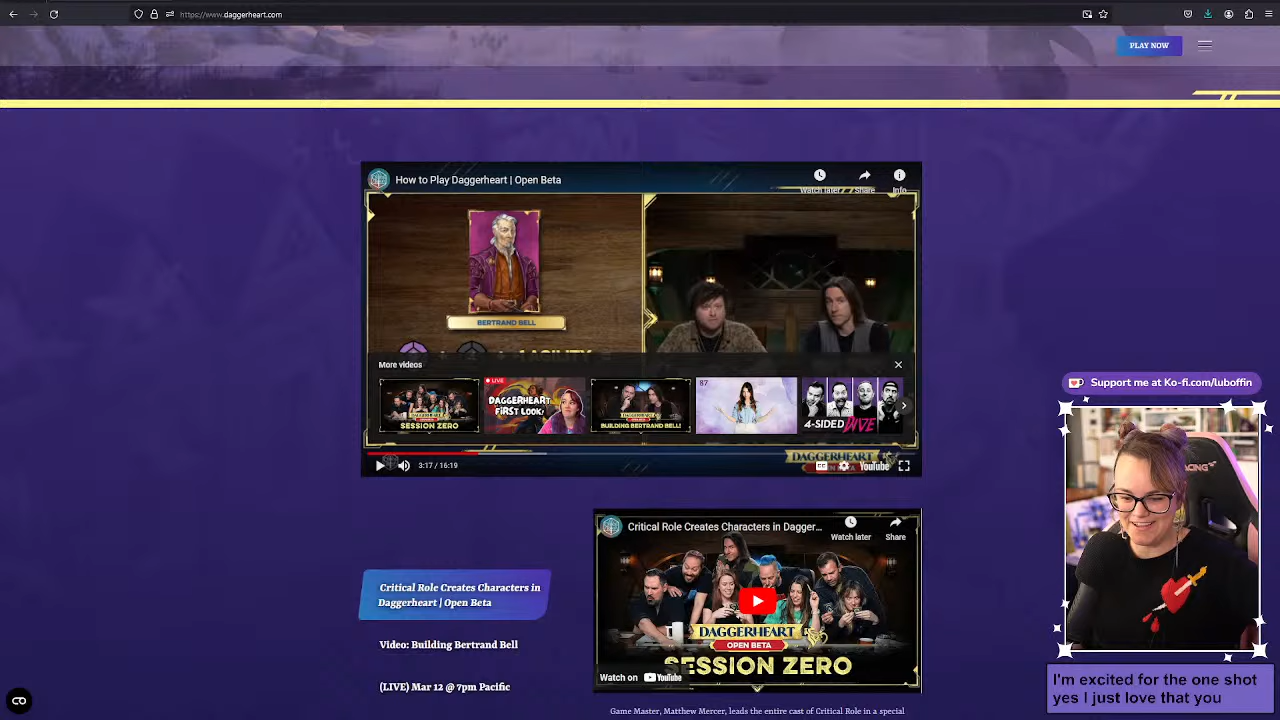 https://www.daggerheart.com
PLAY NOW
How to Play Daggerheart | Open Beta
Watch later
Share
Info
BERTRAND BELL
More videos
SESSION ZERO
LIVE
DAGGERHEART
FIRST LOOK!
BUILDING BERTRAND BELL!
87
4-SIDED
DIVE
3:17 / 16:19
DAGGERHEART
CC
YouTube
Support me at Ko-fi.com/luboffin
Critical Role Creates Characters in Dagger...
Watch later
Share
DAGGERHEART
OPEN BETA
SESSION ZERO
Watch on YouTube
Critical Role Creates Characters in
Daggerheart | Open Beta
Video: Building Bertrand Bell
(LIVE) Mar 12 @ 7pm Pacific
Game Master, Matthew Mercer, leads the entire cast of Critical Role in a special
RACING
I'm excited for the one shot
yes I just love that you